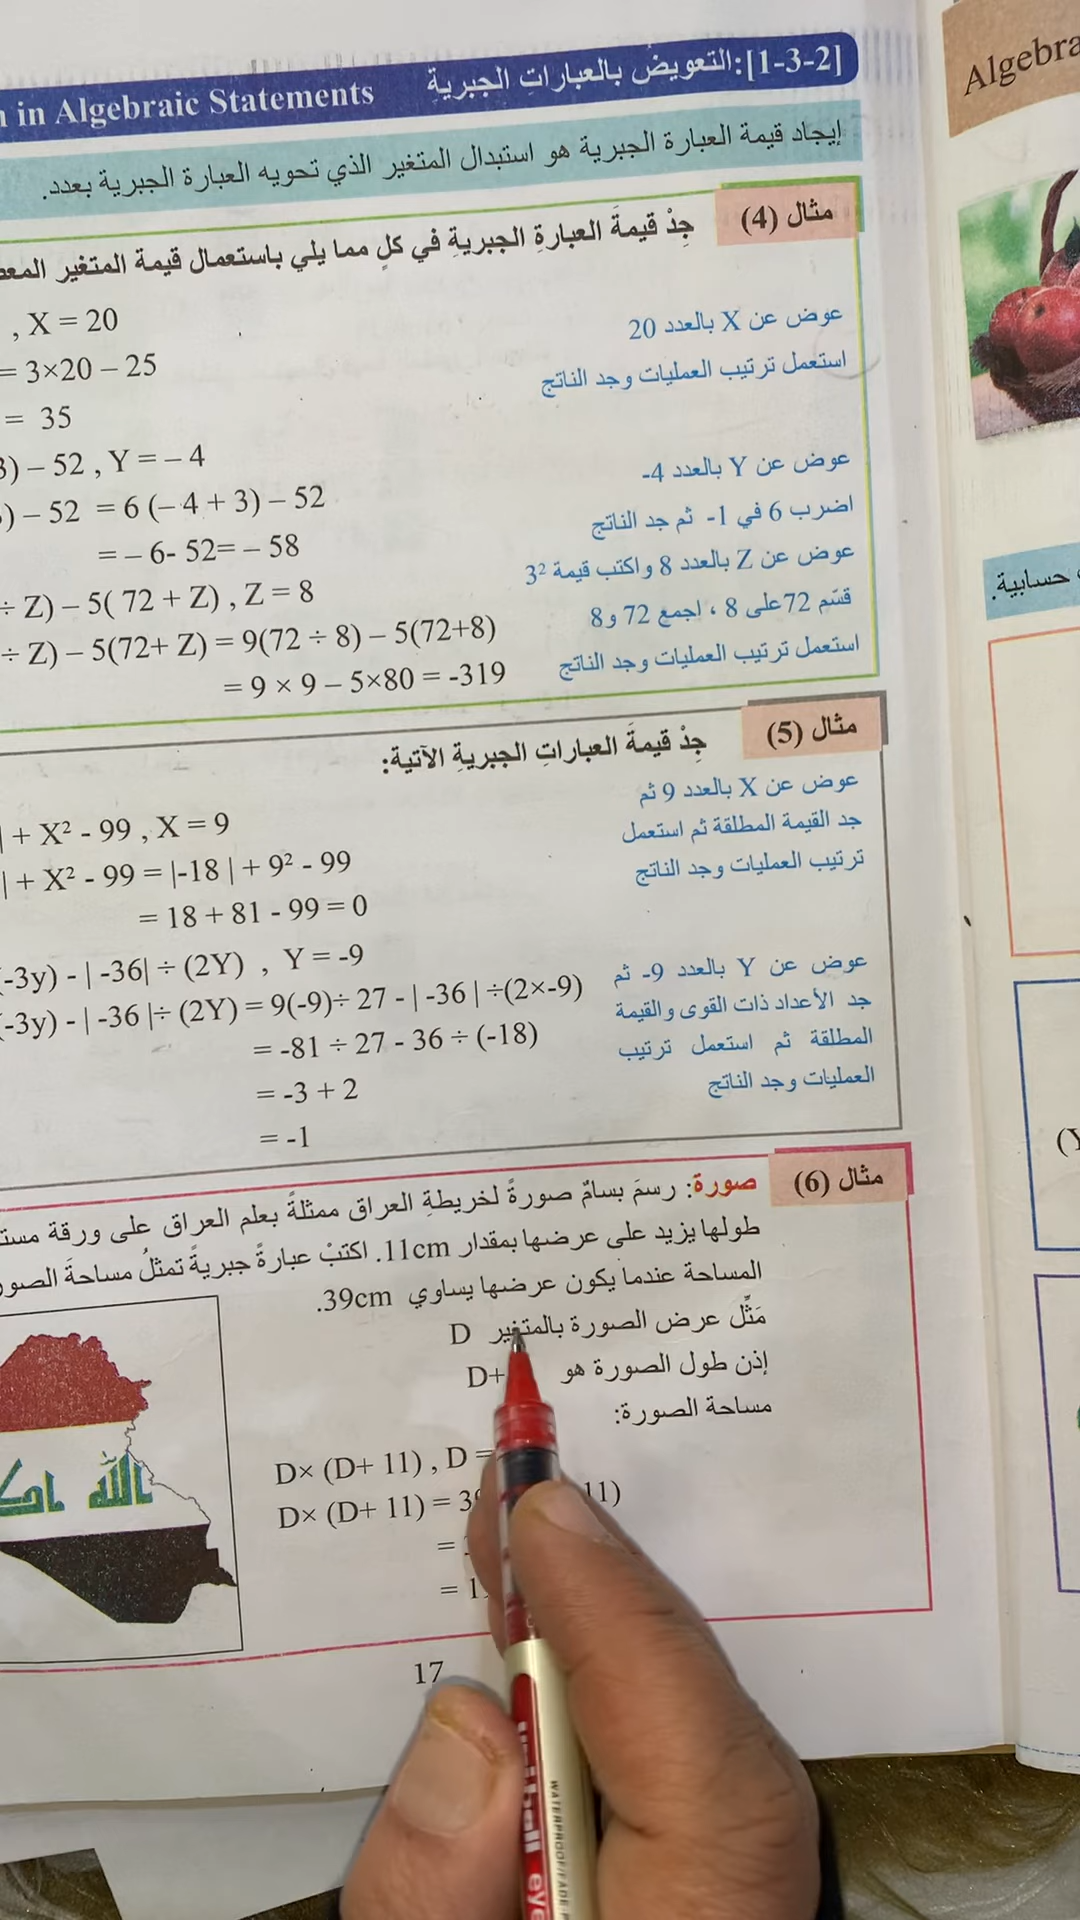 [1-3-2]:التعويض بالعبارات الجبرية in Algebraic Statements
إيجاد قيمة العبارة الجبرية هو استبدال المتغير الذي تحويه العبارة الجبرية بعدد.
مثال (4) جِدْ قيمةَ العبارةِ الجبريةِ في كلٍ مما يلي باستعمال قيمة المتغير
, X = 20 عوض عن X بالعدد 20
= 3×20 – 25 استعمل ترتيب العمليات وجد الناتج
= 35
3) – 52 , Y = – 4 عوض عن Y بالعدد 4-
) – 52 = 6 (– 4 + 3) – 52 اضرب 6 في 1- ثم جد الناتج
= – 6- 52= – 58 عوض عن Z بالعدد 8 واكتب قيمة 3²
÷ Z) – 5( 72 + Z) , Z = 8 قسّم 72 على 8 ، اجمع 72 و8
÷ Z) – 5(72+ Z) = 9(72 ÷ 8) – 5(72+8) استعمل ترتيب العمليات وجد الناتج
= 9 × 9 – 5×80 = -319
مثال (5) جِدْ قيمةَ العباراتِ الجبريةِ الآتية:
عوض عن X بالعدد 9 ثم
| + X² - 99 , X = 9 جد القيمة المطلقة ثم استعمل
| + X² - 99 = |-18 | + 9² - 99 ترتيب العمليات وجد الناتج
= 18 + 81 - 99 = 0
(-3y) - | -36| ÷ (2Y) , Y = -9 عوض عن Y بالعدد 9- ثم
(-3y) - | -36 |÷ (2Y) = 9(-9)÷ 27 - | -36 | ÷(2×-9) جد الأعداد ذات القوى والقيمة
= -81 ÷ 27 - 36 ÷ (-18) المطلقة ثم استعمل ترتيب
= -3 + 2 العمليات وجد الناتج
= -1
مثال (6) صورة: رسمَ بسامٌ صورةً لخريطةِ العراق ممثلةً بعلم العراق على ورقة
طولها يزيد على عرضها بمقدار 11cm. اكتبْ عبارةً جبريةً تمثلُ مساحةَ
المساحة عندما يكون عرضها يساوي 39cm.
مَثِّل عرض الصورة بالمتغير D
إذن طول الصورة هو D+
مساحة الصورة:
D× (D+ 11) , D =
D× (D+ 11) = 3 11)
=
= 1
الله
17
Algebra
حسابية.
(Y
uni-ball eye
WATERPROOF/FADE-P